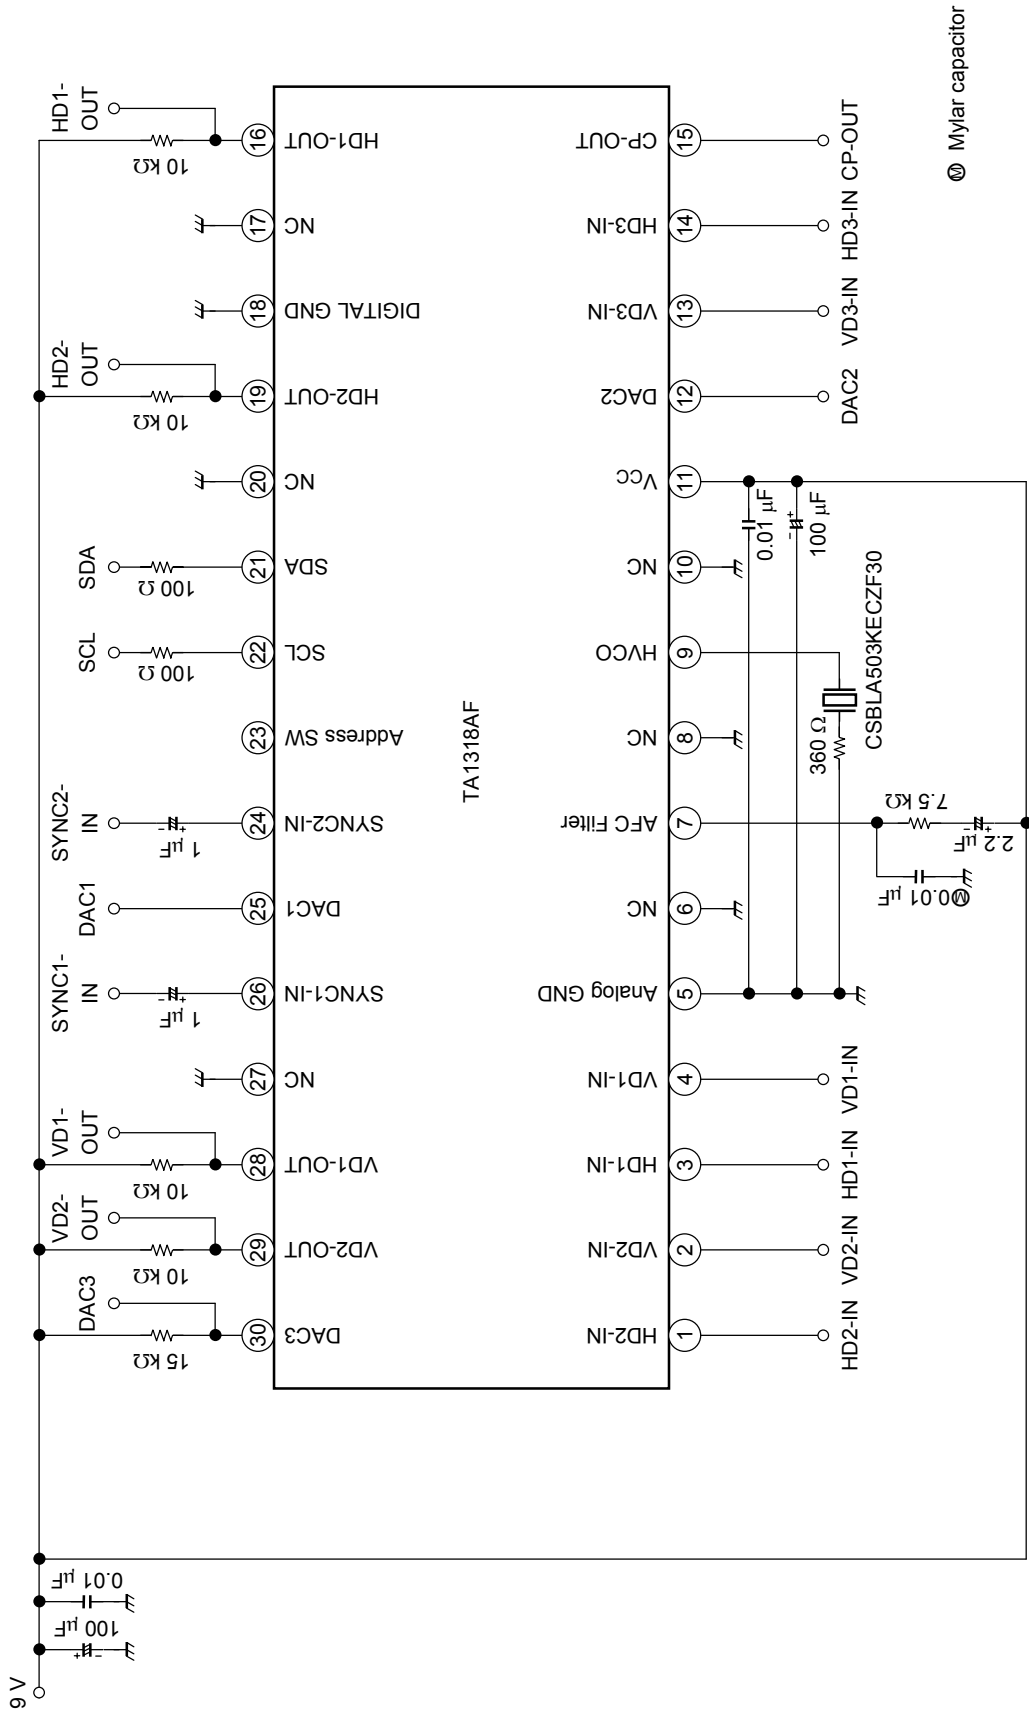 9 V
100 µF
0.01 µF
DAC3
VD2-
OUT
VD1-
OUT
SYNC1-
IN
DAC1
SYNC2-
IN
SCL
SDA
HD2-
OUT
HD1-
OUT
15 kΩ
10 kΩ
10 kΩ
1 µF
1 µF
100 Ω
100 Ω
10 kΩ
10 kΩ
30
29
28
27
26
25
24
23
22
21
20
19
18
17
16
DAC3
VD2-OUT
VD1-OUT
NC
SYNC1-IN
DAC1
SYNC2-IN
Address SW
SCL
SDA
NC
HD2-OUT
DIGITAL GND
NC
HD1-OUT
TA1318AF
HD2-IN
VD2-IN
HD1-IN
VD1-IN
Analog GND
NC
AFC Filter
NC
HVCO
NC
VCC
DAC2
VD3-IN
HD3-IN
CP-OUT
1
2
3
4
5
6
7
8
9
10
11
12
13
14
15
0.01 µF
100 µF
360 Ω
CSBLA503KECZF30
HD2-IN
VD2-IN
HD1-IN
VD1-IN
DAC2
VD3-IN
HD3-IN
CP-OUT
Ⓜ0.01 µF
7.5 kΩ
2.2 µF
Ⓜ Mylar capacitor